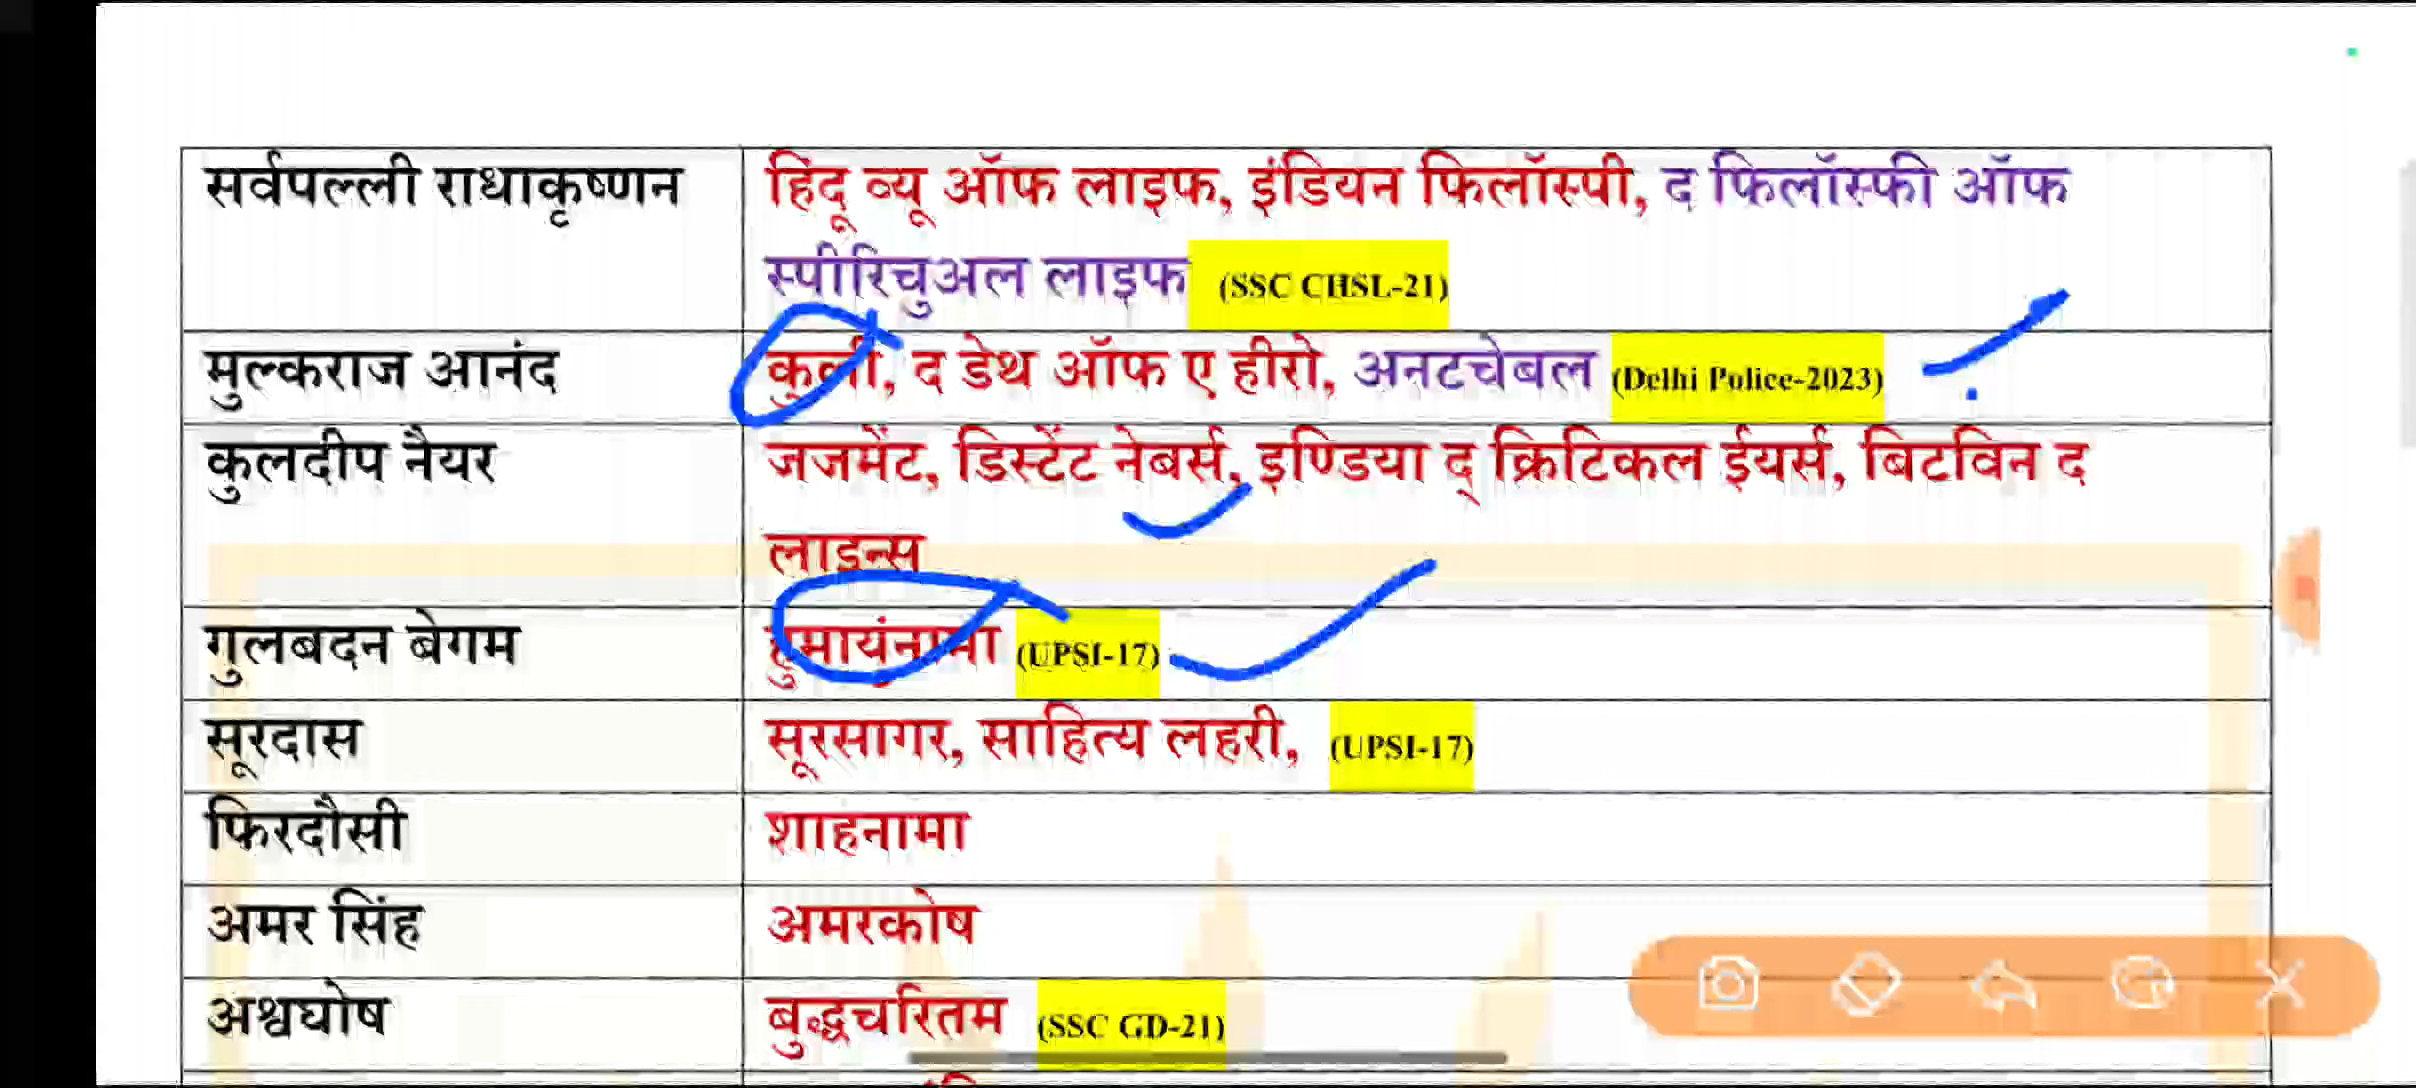 सर्वपल्ली राधाकृष्णन हिंदू व्यू ऑफ लाइफ, इंडियन फिलॉस्पी, द फिलॉस्फी ऑफ
स्पीरिचुअल लाइफ (SSC CHSL-21)
मुल्कराज आनंद कुली, द डेथ ऑफ ए हीरो, अनटचेबल (Delhi Police-2023)
कुलदीप नैयर जजमेंट, डिस्टेंट नेबर्स, इण्डिया द् क्रिटिकल ईयर्स, बिटविन द
लाइन्स
गुलबदन बेगम हुमायुंनामा (UPSI-17)
सूरदास सूरसागर, साहित्य लहरी, (UPSI-17)
फिरदौसी शाहनामा
अमर सिंह अमरकोष
अश्वघोष बुद्धचरितम (SSC GD-21)